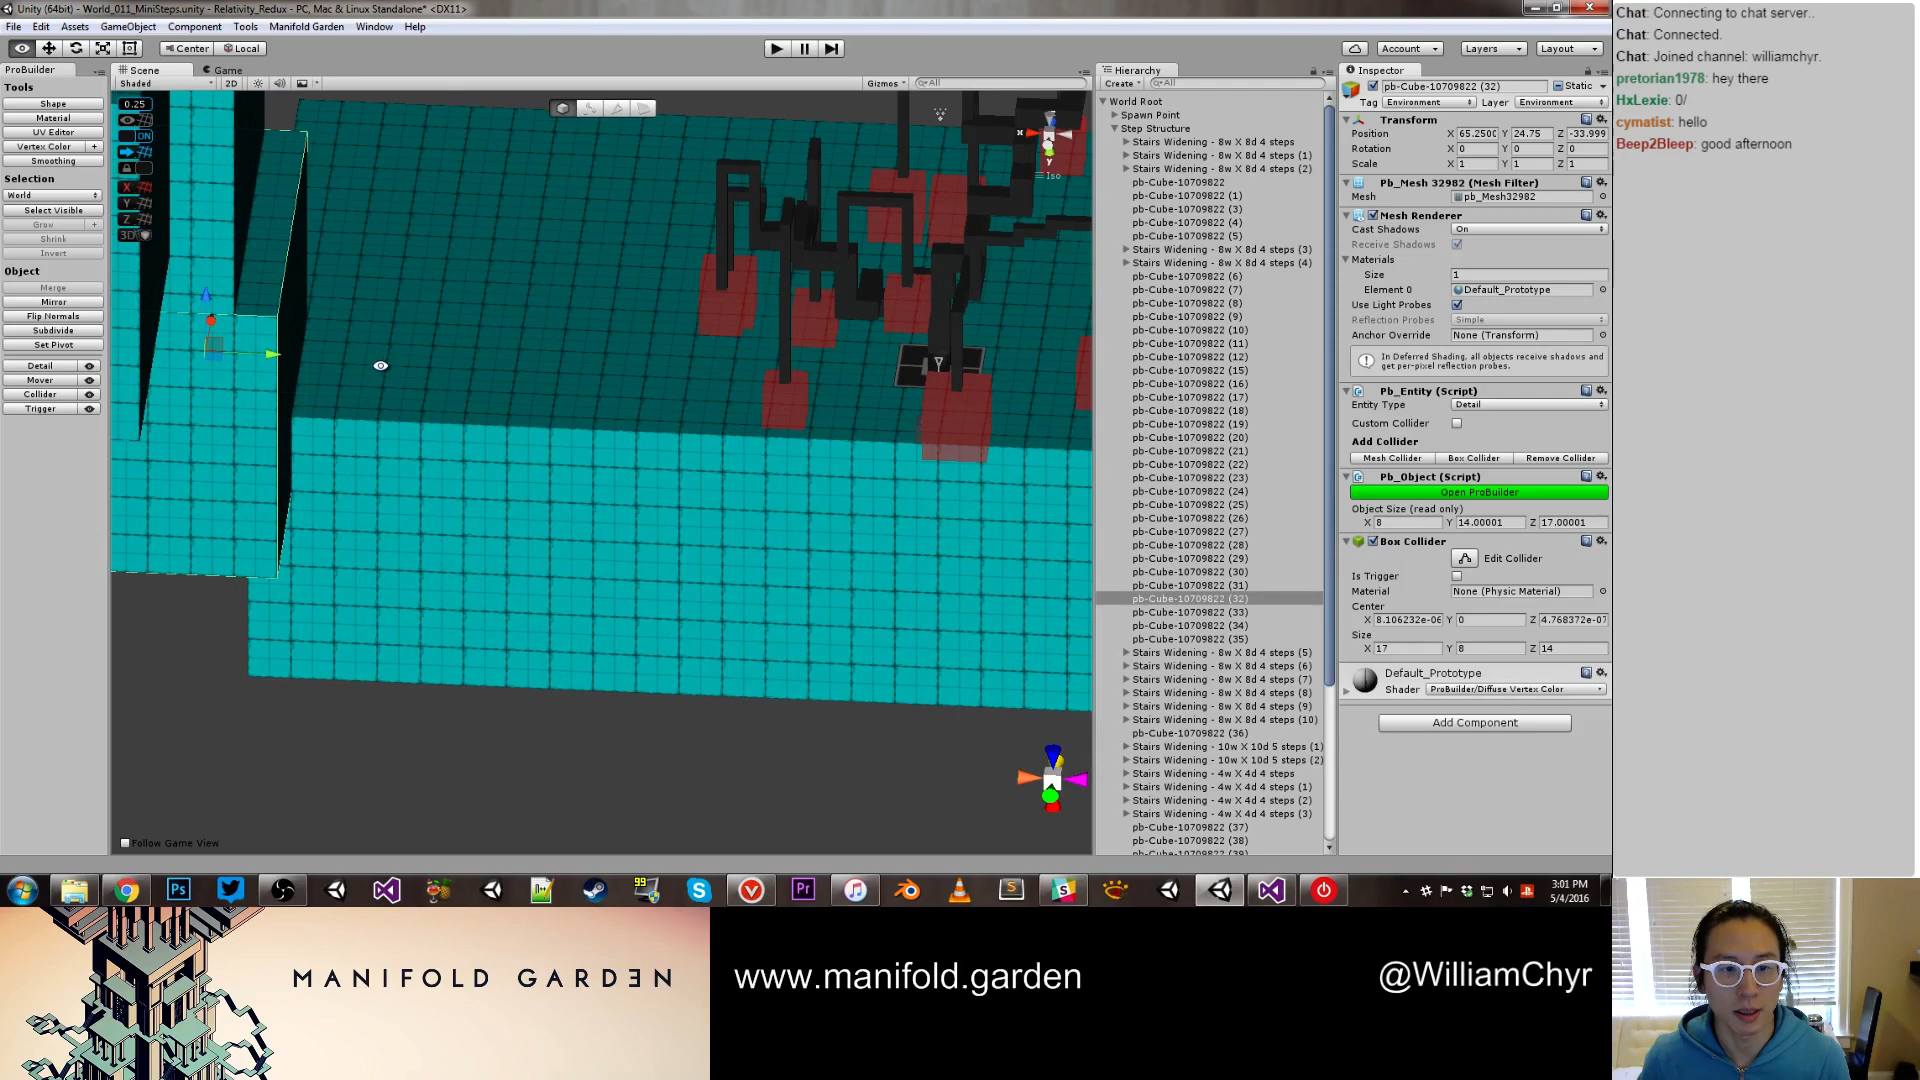 Unity (64bit) - World_011_MiniSteps.unity - Relativity_Redux - PC, Mac & Linux Standalone* <DX11>
File Edit Assets GameObject Component Tools Manifold Garden Window Help
Center Local Account Layers Layout
ProBuilder
Tools
Shape
Material
UV Editor
Vertex Color +
Smoothing
Selection
World
Select Visible
Grow +
Shrink
Invert
Object
Merge
Mirror
Flip Normals
Subdivide
Set Pivot
Detail
Mover
Collider
Trigger
Scene Game
Shaded 2D Gizmos All
0.25
ON
X
Y
Z
3D
x
y
Iso
Follow Game View
Hierarchy
Create All
World Root
Spawn Point
Step Structure
Stairs Widening - 8w X 8d 4 steps
Stairs Widening - 8w X 8d 4 steps (1)
Stairs Widening - 8w X 8d 4 steps (2)
pb-Cube-10709822
pb-Cube-10709822 (1)
pb-Cube-10709822 (3)
pb-Cube-10709822 (4)
pb-Cube-10709822 (5)
Stairs Widening - 8w X 8d 4 steps (3)
Stairs Widening - 8w X 8d 4 steps (4)
pb-Cube-10709822 (6)
pb-Cube-10709822 (7)
pb-Cube-10709822 (8)
pb-Cube-10709822 (9)
pb-Cube-10709822 (10)
pb-Cube-10709822 (11)
pb-Cube-10709822 (12)
pb-Cube-10709822 (15)
pb-Cube-10709822 (16)
pb-Cube-10709822 (17)
pb-Cube-10709822 (18)
pb-Cube-10709822 (19)
pb-Cube-10709822 (20)
pb-Cube-10709822 (21)
pb-Cube-10709822 (22)
pb-Cube-10709822 (23)
pb-Cube-10709822 (24)
pb-Cube-10709822 (25)
pb-Cube-10709822 (26)
pb-Cube-10709822 (27)
pb-Cube-10709822 (28)
pb-Cube-10709822 (29)
pb-Cube-10709822 (30)
pb-Cube-10709822 (31)
pb-Cube-10709822 (32)
pb-Cube-10709822 (33)
pb-Cube-10709822 (34)
pb-Cube-10709822 (35)
Stairs Widening - 8w X 8d 4 steps (5)
Stairs Widening - 8w X 8d 4 steps (6)
Stairs Widening - 8w X 8d 4 steps (7)
Stairs Widening - 8w X 8d 4 steps (8)
Stairs Widening - 8w X 8d 4 steps (9)
Stairs Widening - 8w X 8d 4 steps (10)
pb-Cube-10709822 (36)
Stairs Widening - 10w X 10d 5 steps (1)
Stairs Widening - 10w X 10d 5 steps (2)
Stairs Widening - 4w X 4d 4 steps
Stairs Widening - 4w X 4d 4 steps (1)
Stairs Widening - 4w X 4d 4 steps (2)
Stairs Widening - 4w X 4d 4 steps (3)
pb-Cube-10709822 (37)
pb-Cube-10709822 (38)
pb-Cube-10709822 (39)
Inspector
pb-Cube-10709822 (32) Static
Tag Environment Layer Environment
Transform
Position X 65.2500 Y 24.75 Z -33.999
Rotation X 0 Y 0 Z 0
Scale X 1 Y 1 Z 1
Pb_Mesh 32982 (Mesh Filter)
Mesh pb_Mesh32982
Mesh Renderer
Cast Shadows On
Receive Shadows
Materials
Size 1
Element 0 Default_Prototype
Use Light Probes
Reflection Probes Simple
Anchor Override None (Transform)
In Deferred Shading, all objects receive shadows and
get per-pixel reflection probes.
Pb_Entity (Script)
Entity Type Detail
Custom Collider
Add Collider
Mesh Collider Box Collider Remove Collider
Pb_Object (Script)
Open ProBuilder
Object Size (read only)
X 8 Y 14.00001 Z 17.00001
Box Collider
Edit Collider
Is Trigger
Material None (Physic Material)
Center
X 8.106232e-06 Y 0 Z 4.768372e-07
Size
X 17 Y 8 Z 14
Default_Prototype
Shader ProBuilder/Diffuse Vertex Color
Add Component
Chat: Connecting to chat server..
Chat: Connected.
Chat: Joined channel: williamchyr.
pretorian1978: hey there
HxLexie: 0/
cymatist: hello
Beep2Bleep: good afternoon
Ps 99 Pr S
3:01 PM
5/4/2016
MANIFOLD GARDƎN
www.manifold.garden
@WilliamChyr